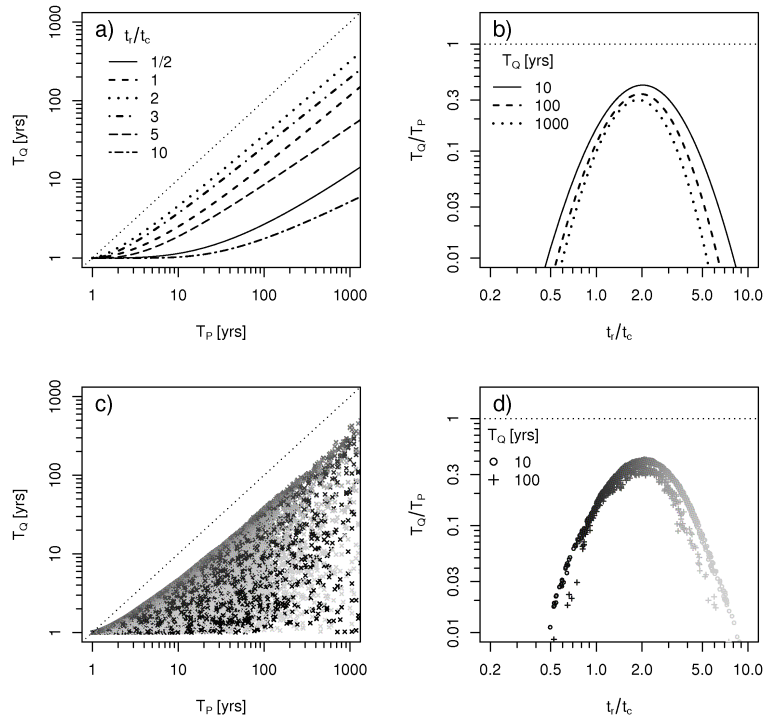 a)
t_r/t_c
1/2
1
2
3
5
10
T_Q [yrs]
1 10 100 1000
1 10 100 1000
T_P [yrs]
b)
T_Q [yrs]
10
100
1000
T_Q/T_P
0.01 0.03 0.1 0.3 1
0.2 0.5 1.0 2.0 5.0 10.0
t_r/t_c
c)
T_Q [yrs]
1 10 100 1000
1 10 100 1000
T_P [yrs]
d)
T_Q [yrs]
10
100
T_Q/T_P
0.01 0.03 0.1 0.3 1
0.2 0.5 1.0 2.0 5.0 10.0
t_r/t_c